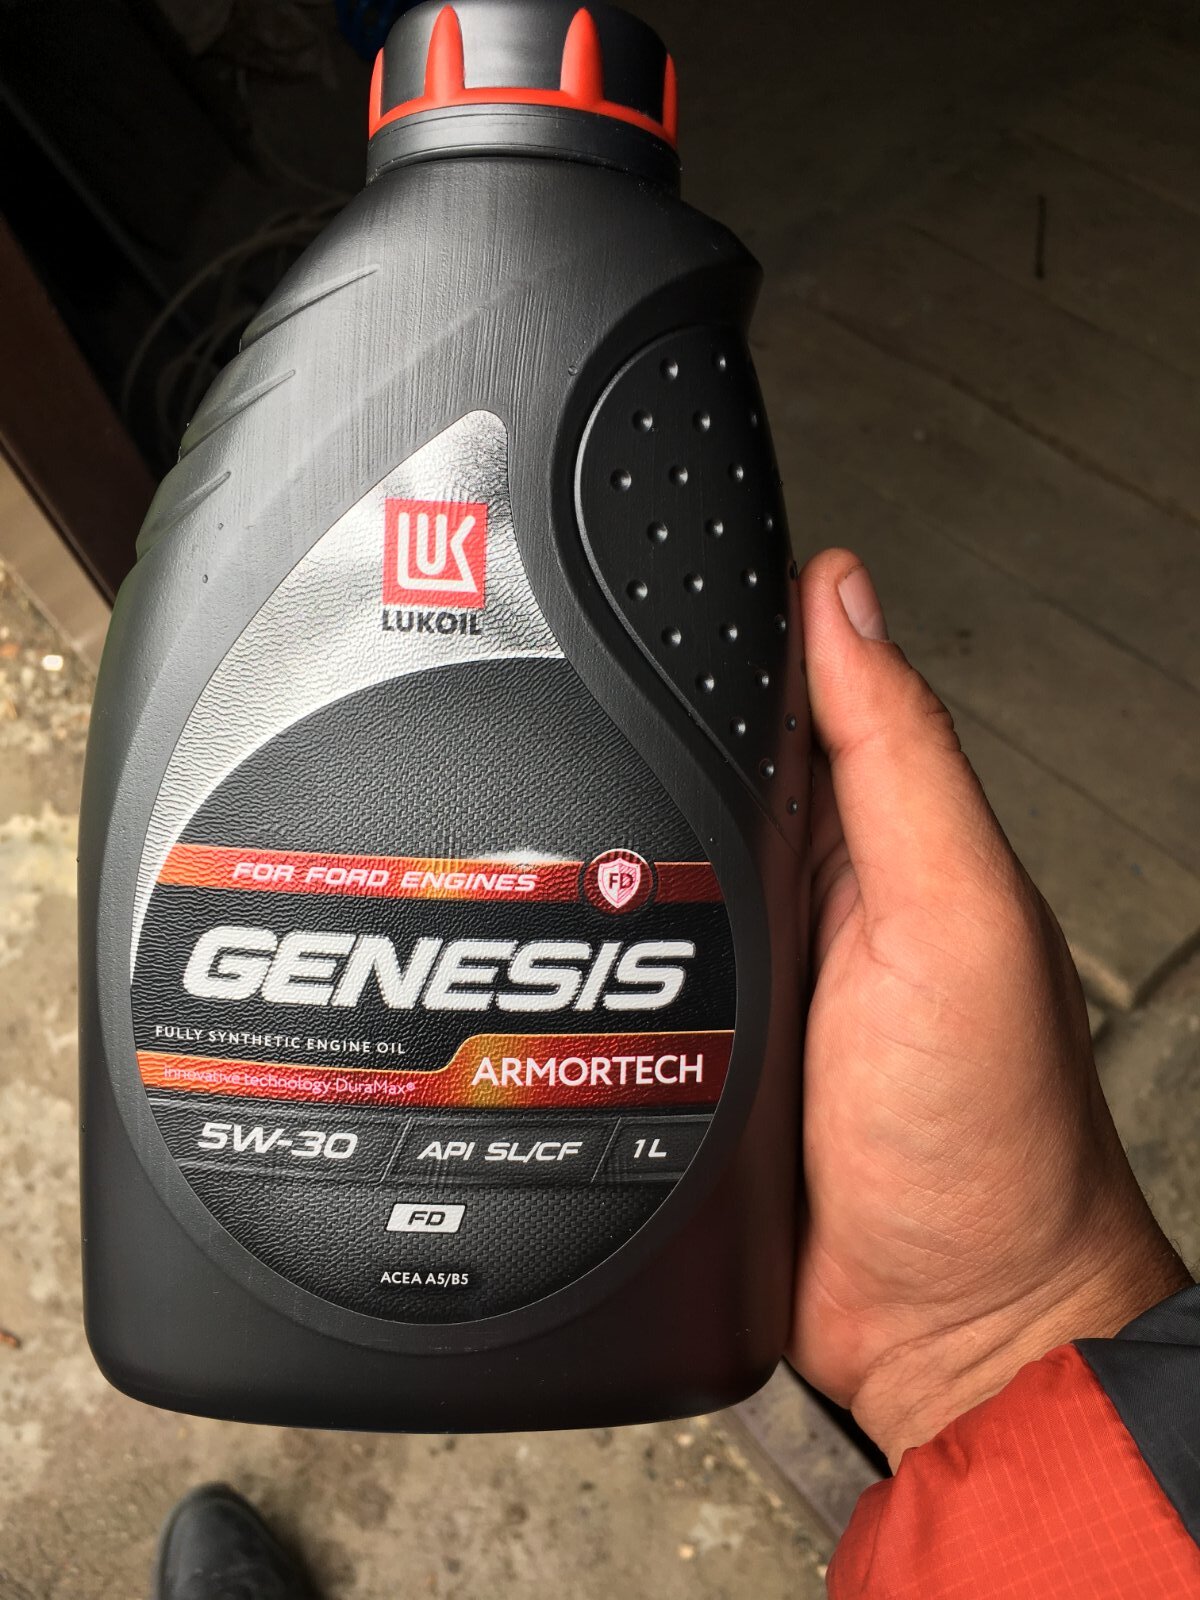 LUK
LUKOIL
FOR FORD ENGINES
FD
GENESIS
FULLY SYNTHETIC ENGINE OIL
ARMORTECH
Innovative technology DuraMax®
5W-30
API SL/CF
1L
FD
ACEA A5/B5